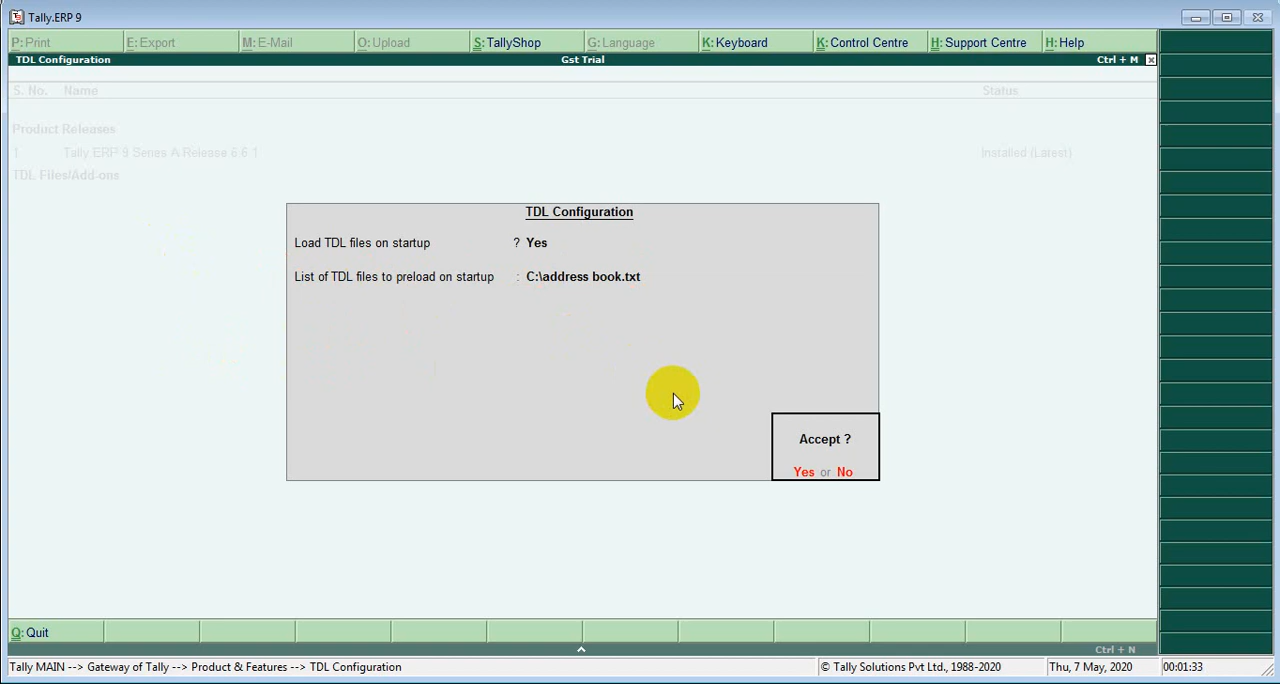 Tally.ERP 9
P: Print E: Export M: E-Mail O: Upload S: TallyShop G: Language K: Keyboard K: Control Centre H: Support Centre H: Help
TDL Configuration Gst Trial Ctrl + M
S. No. Name Status
Product Releases
1 Tally.ERP 9 Series A Release 6.6.1 Installed (Latest)
TDL Files/Add-ons
TDL Configuration
Load TDL files on startup ? Yes
List of TDL files to preload on startup : C:\address book.txt
Accept ?
Yes or No
Q: Quit
Ctrl + N
Tally MAIN --> Gateway of Tally --> Product & Features --> TDL Configuration © Tally Solutions Pvt Ltd., 1988-2020 Thu, 7 May, 2020 00:01:33